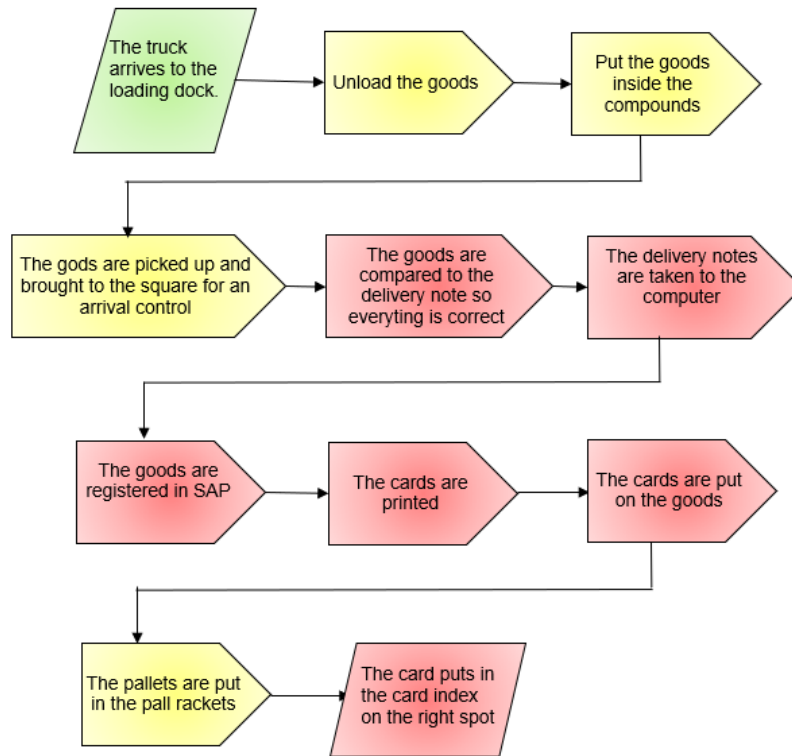 The truck
arrives to the
loading dock.
Unload the goods
Put the goods
inside the
compounds
The gods are picked up and
brought to the square for an
arrival control
The goods are
compared to the
delivery note so
everyting is correct
The delivery notes
are taken to the
computer
The goods are
registered in SAP
The cards are
printed
The cards are put
on the goods
The pallets are put
in the pall rackets
The card puts in
the card index
on the right spot